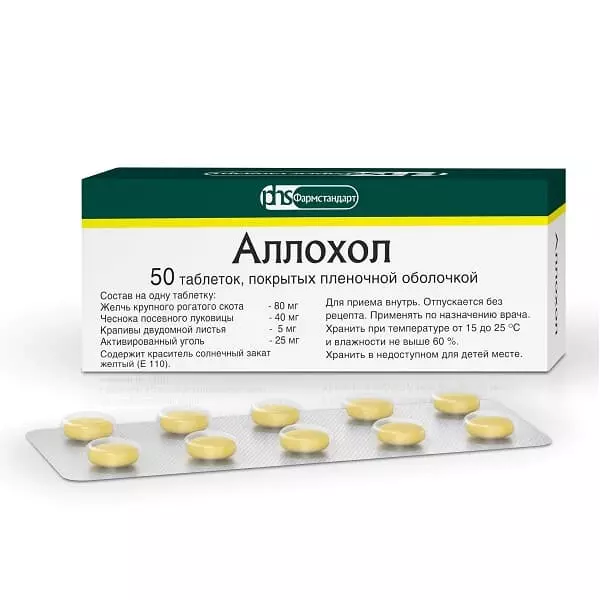 phs Фармстандарт
Аллохол
50 таблеток, покрытых пленочной оболочкой
Состав на одну таблетку:
Желчь крупного рогатого скота - 80 мг
Чеснока посевного луковицы - 40 мг
Крапивы двудомной листья - 5 мг
Активированный уголь - 25 мг
Содержит краситель солнечный закат
желтый (Е 110).
Для приема внутрь. Отпускается без
рецепта. Применять по назначению врача.
Хранить при температуре от 15 до 25 °С
и влажности не выше 60 %.
Хранить в недоступном для детей месте.
Аллохол